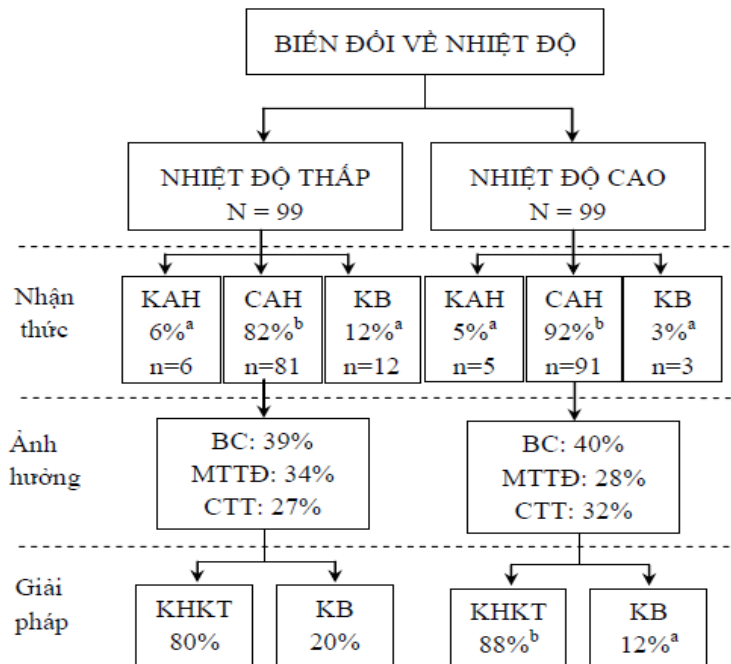 BIẾN ĐỔI VỀ NHIỆT ĐỘ
NHIỆT ĐỘ THẤP
N = 99
NHIỆT ĐỘ CAO
N = 99
Nhận
thức
KAH
6%ᵃ
n=6
CAH
82%ᵇ
n=81
KB
12%ᵃ
n=12
KAH
5%ᵃ
n=5
CAH
92%ᵇ
n=91
KB
3%ᵃ
n=3
Ảnh
hưởng
BC: 39%
MTTĐ: 34%
CTT: 27%
BC: 40%
MTTĐ: 28%
CTT: 32%
Giải
pháp
KHKT
80%
KB
20%
KHKT
88%ᵇ
KB
12%ᵃ